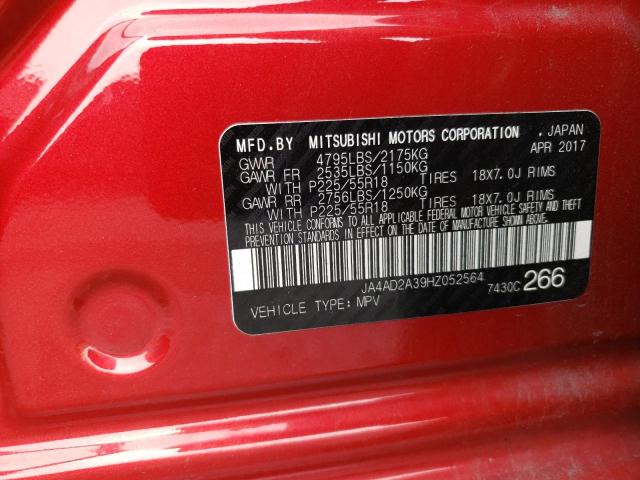 MFD.BY MITSUBISHI MOTORS CORPORATION . JAPAN
GVWR 4795LBS/2175KG APR 2017
GAWR FR 2535LBS/1150KG
WITH P225/55R18 TIRES 18X7.0J RIMS
GAWR RR 2756LBS/1250KG
WITH P225/55R18 TIRES 18X7.0J RIMS
THIS VEHICLE CONFORMS TO ALL APPLICABLE FEDERAL MOTOR VEHICLE SAFETY AND THEFT
PREVENTION STANDARDS IN EFFECT ON THE DATE OF MANUFACTURE SHOWN ABOVE.
JA4AD2A39HZ052564
7430C 266
VEHICLE TYPE: MPV